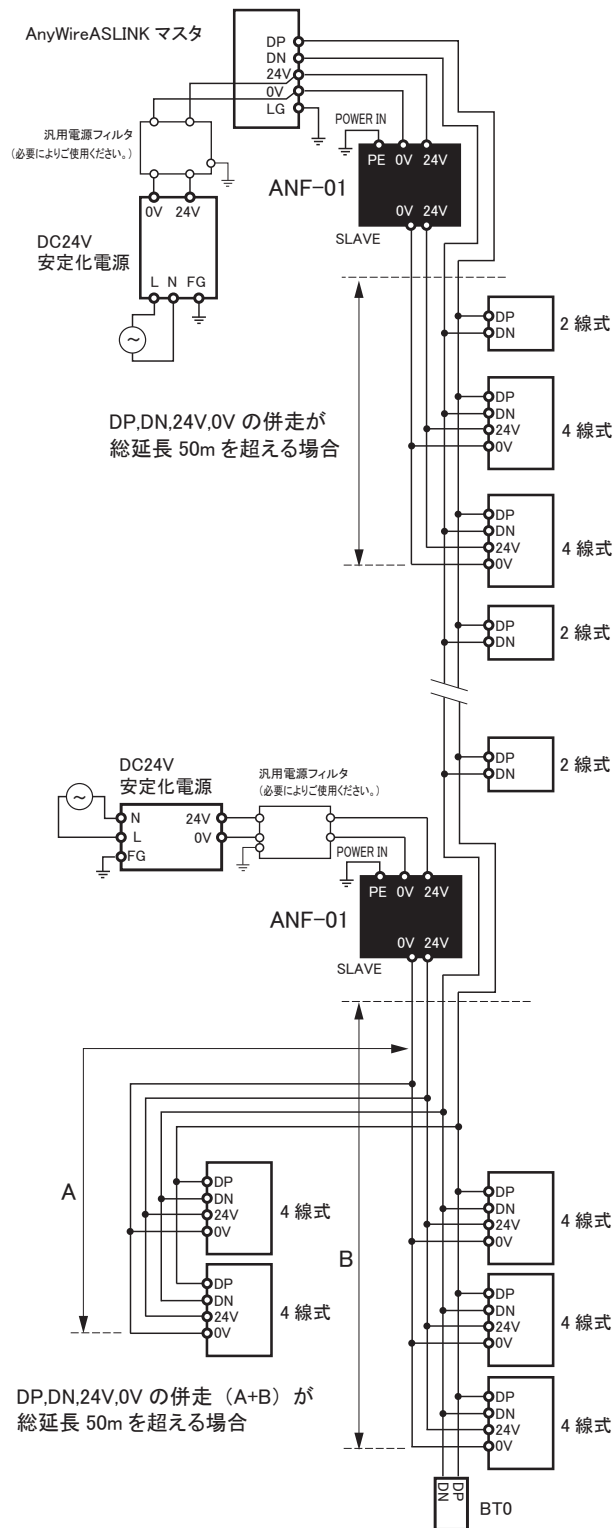 AnyWireASLINK マスタ
DP
DN
24V
0V
LG
汎用電源フィルタ
(必要によりご使用ください。)
0V 24V
DC24V
安定化電源
L N FG
POWER IN
PE 0V 24V
ANF-01
0V 24V
SLAVE
DP
DN
2 線式
DP,DN,24V,0V の併走が
総延長 50m を超える場合
DP
DN
24V
0V
4 線式
DP
DN
24V
0V
4 線式
DP
DN
2 線式
DP
DN
2 線式
DC24V
安定化電源
N
L
FG
24V
0V
汎用電源フィルタ
(必要によりご使用ください。)
POWER IN
PE 0V 24V
ANF-01
0V 24V
SLAVE
A
DP
DN
24V
0V
4 線式
DP
DN
24V
0V
4 線式
B
DP
DN
24V
0V
4 線式
DP
DN
24V
0V
4 線式
DP
DN
24V
0V
4 線式
DP,DN,24V,0V の併走（A+B）が
総延長 50m を超える場合
DN
DP
BT0